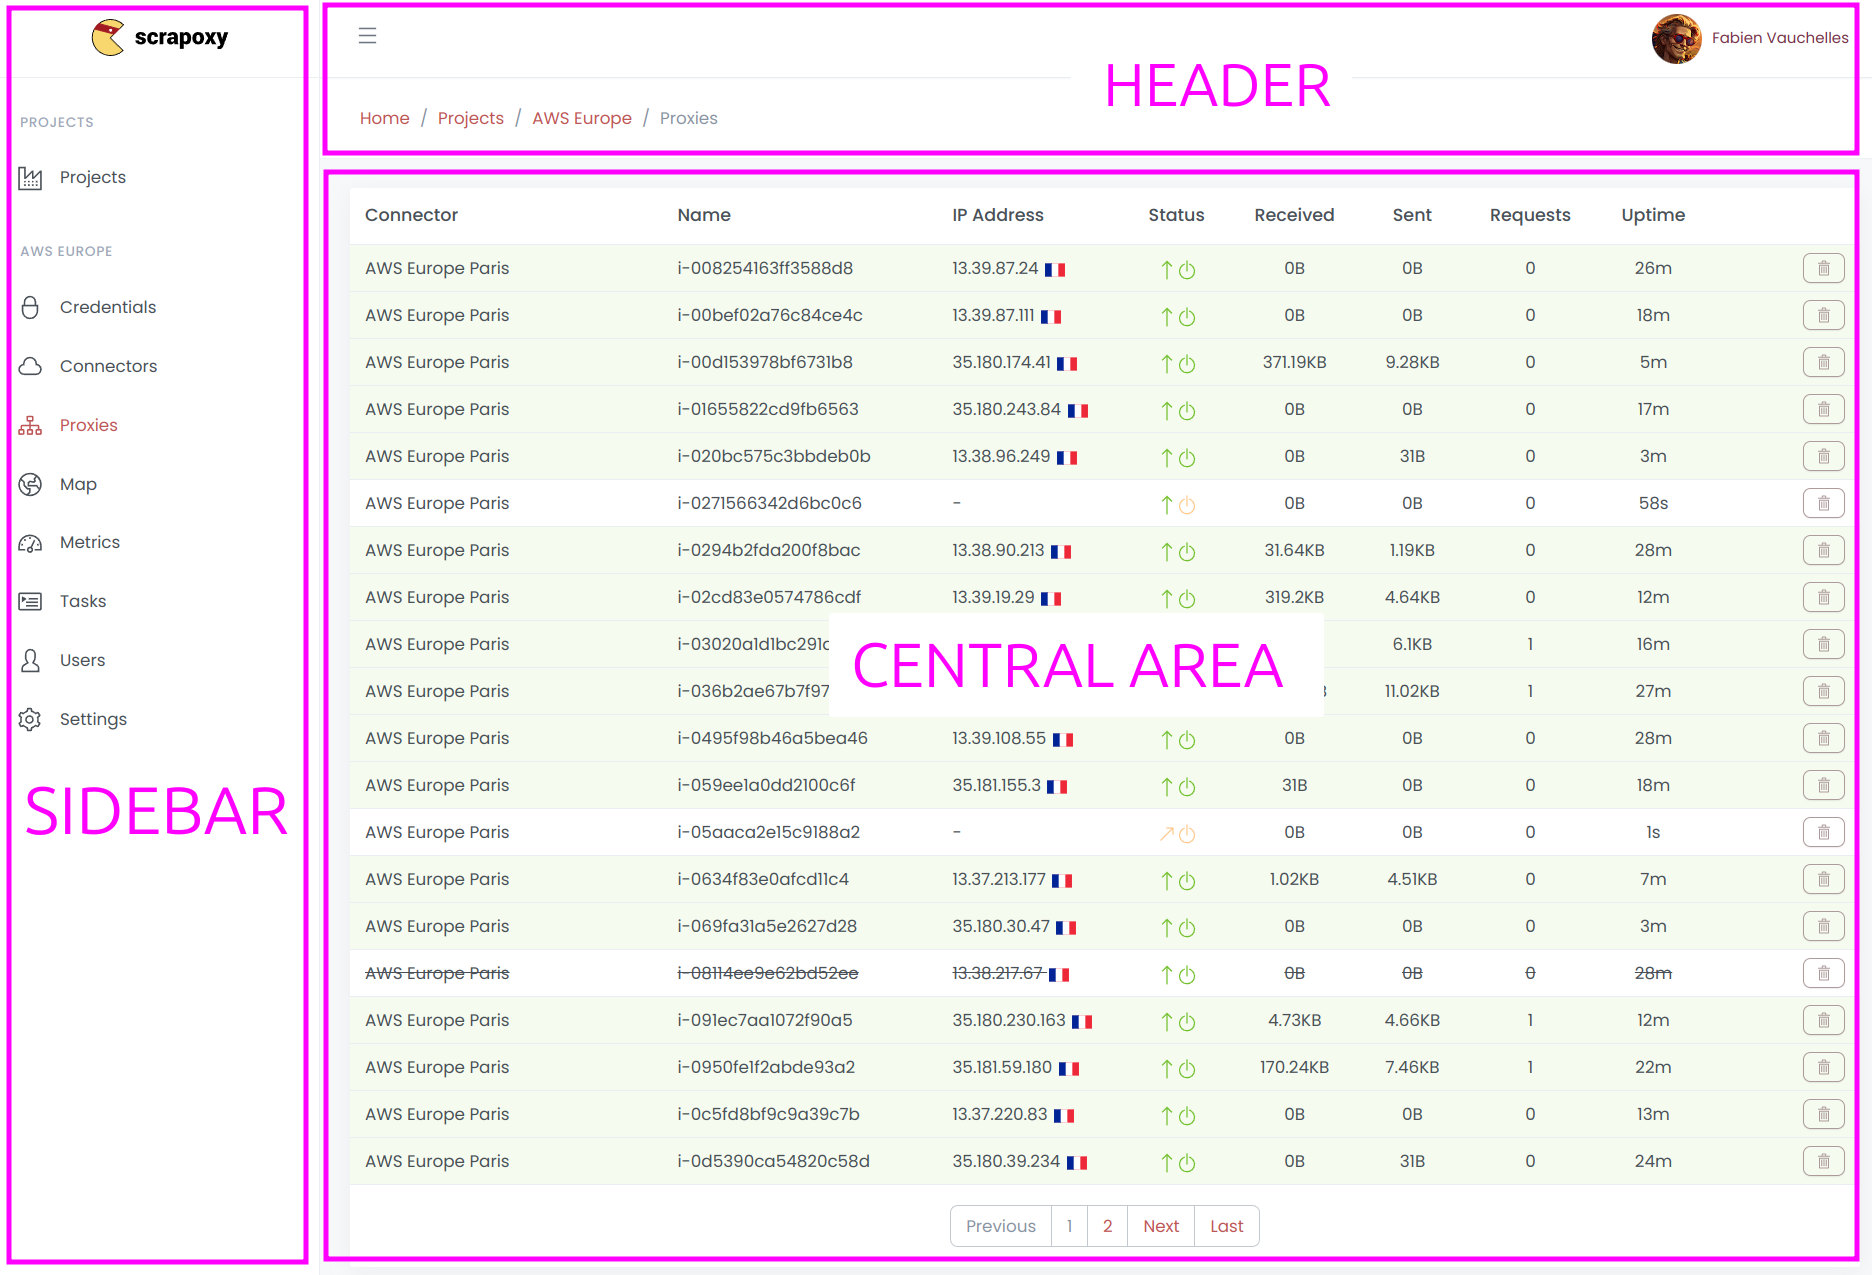 scrapoxy
PROJECTS
Projects
AWS EUROPE
Credentials
Connectors
Proxies
Map
Metrics
Tasks
Users
Settings
SIDEBAR
Fabien Vauchelles
HEADER
Home / Projects / AWS Europe / Proxies
Connector Name IP Address Status Received Sent Requests Uptime
AWS Europe Paris i-008254163ff3588d8 13.39.87.24 0B 0B 0 26m
AWS Europe Paris i-00bef02a76c84ce4c 13.39.87.111 0B 0B 0 18m
AWS Europe Paris i-00d153978bf6731b8 35.180.174.41 371.19KB 9.28KB 0 5m
AWS Europe Paris i-01655822cd9fb6563 35.180.243.84 0B 0B 0 17m
AWS Europe Paris i-020bc575c3bbdeb0b 13.38.96.249 0B 31B 0 3m
AWS Europe Paris i-0271566342d6bc0c6 - 0B 0B 0 58s
AWS Europe Paris i-0294b2fda200f8bac 13.38.90.213 31.64KB 1.19KB 0 28m
AWS Europe Paris i-02cd83e0574786cdf 13.39.19.29 319.2KB 4.64KB 0 12m
AWS Europe Paris i-03020a1d1bc291 6.1KB 1 16m
AWS Europe Paris i-036b2ae67b7f97 11.02KB 1 27m
CENTRAL AREA
AWS Europe Paris i-0495f98b46a5bea46 13.39.108.55 0B 0B 0 28m
AWS Europe Paris i-059ee1a0dd2100c6f 35.181.155.3 31B 0B 0 18m
AWS Europe Paris i-05aaca2e15c9188a2 - 0B 0B 0 1s
AWS Europe Paris i-0634f83e0afcd11c4 13.37.213.177 1.02KB 4.51KB 0 7m
AWS Europe Paris i-069fa31a5e2627d28 35.180.30.47 0B 0B 0 3m
AWS Europe Paris i-08114ee9e62bd52ee 13.38.217.67 0B 0B 0 28m
AWS Europe Paris i-091ec7aa1072f90a5 35.180.230.163 4.73KB 4.66KB 1 12m
AWS Europe Paris i-0950fe1f2abde93a2 35.181.59.180 170.24KB 7.46KB 1 22m
AWS Europe Paris i-0c5fd8bf9c9a39c7b 13.37.220.83 0B 0B 0 13m
AWS Europe Paris i-0d5390ca54820c58d 35.180.39.234 0B 31B 0 24m
Previous 1 2 Next Last